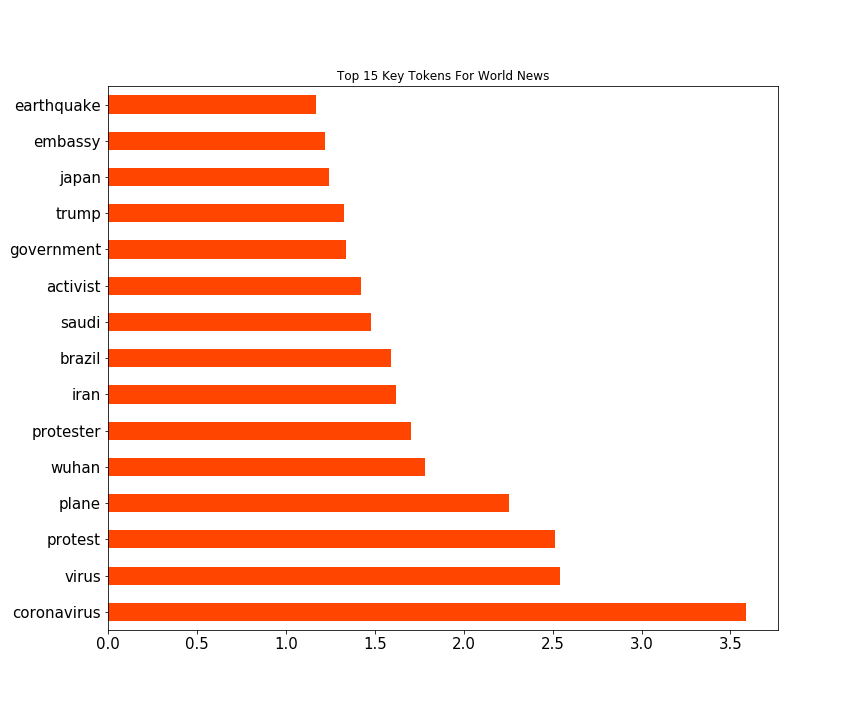 Top 15 Key Tokens For World News
earthquake
embassy
japan
trump
government
activist
saudi
brazil
iran
protester
wuhan
plane
protest
virus
coronavirus
0.0 0.5 1.0 1.5 2.0 2.5 3.0 3.5